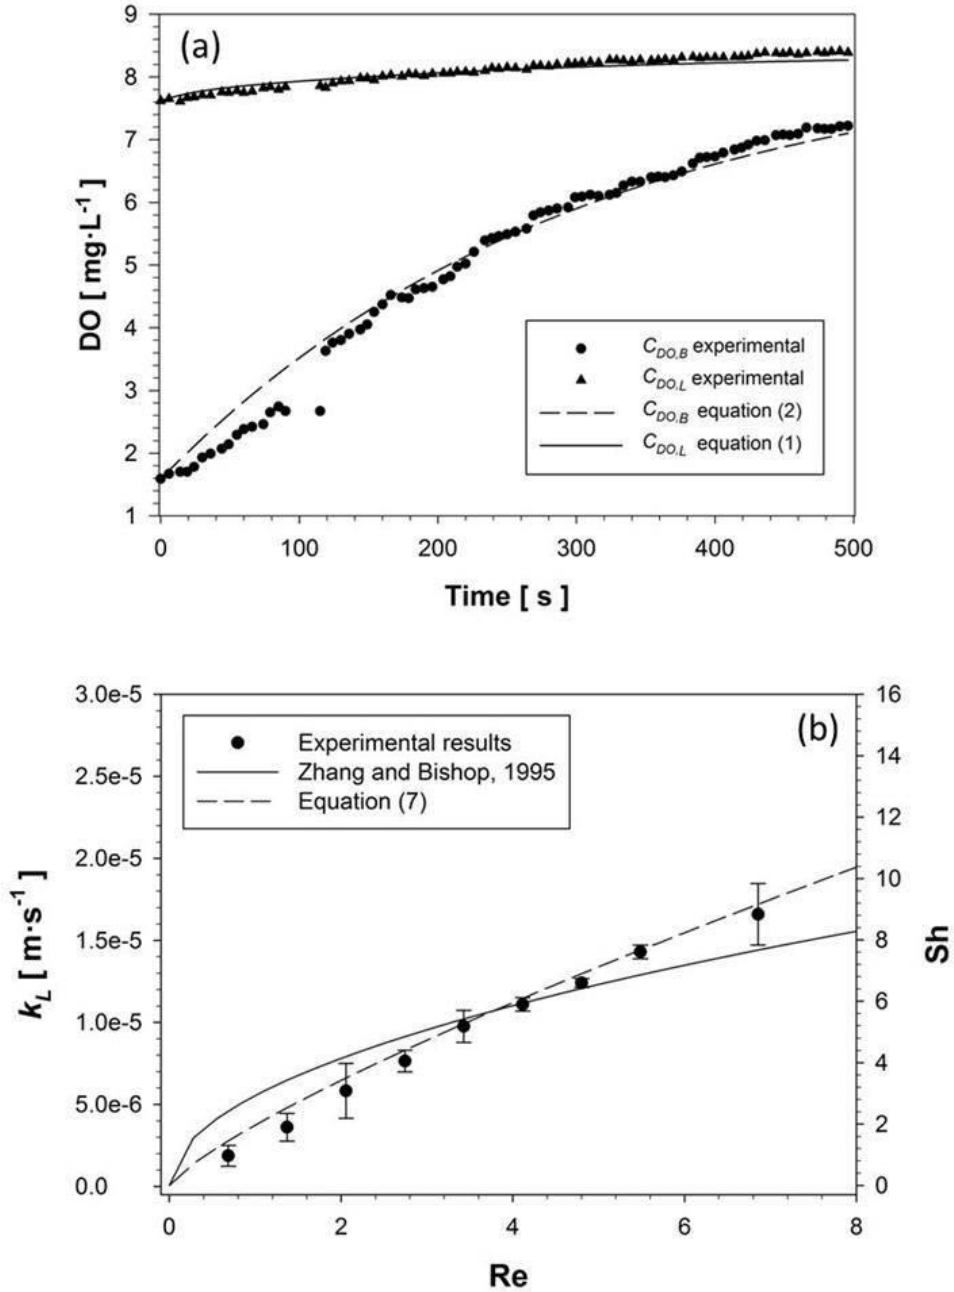 (a)
9
8
7
6
5
4
3
2
1
DO [ mg·L-1 ]
C_DO,B experimental
C_DO,L experimental
C_DO,B equation (2)
C_DO,L equation (1)
0 100 200 300 400 500
Time [ s ]
(b)
3.0e-5
2.5e-5
2.0e-5
1.5e-5
1.0e-5
5.0e-6
0.0
k_L [ m·s-1 ]
Experimental results
Zhang and Bishop, 1995
Equation (7)
16
14
12
10
8
6
4
2
0
Sh
0 2 4 6 8
Re